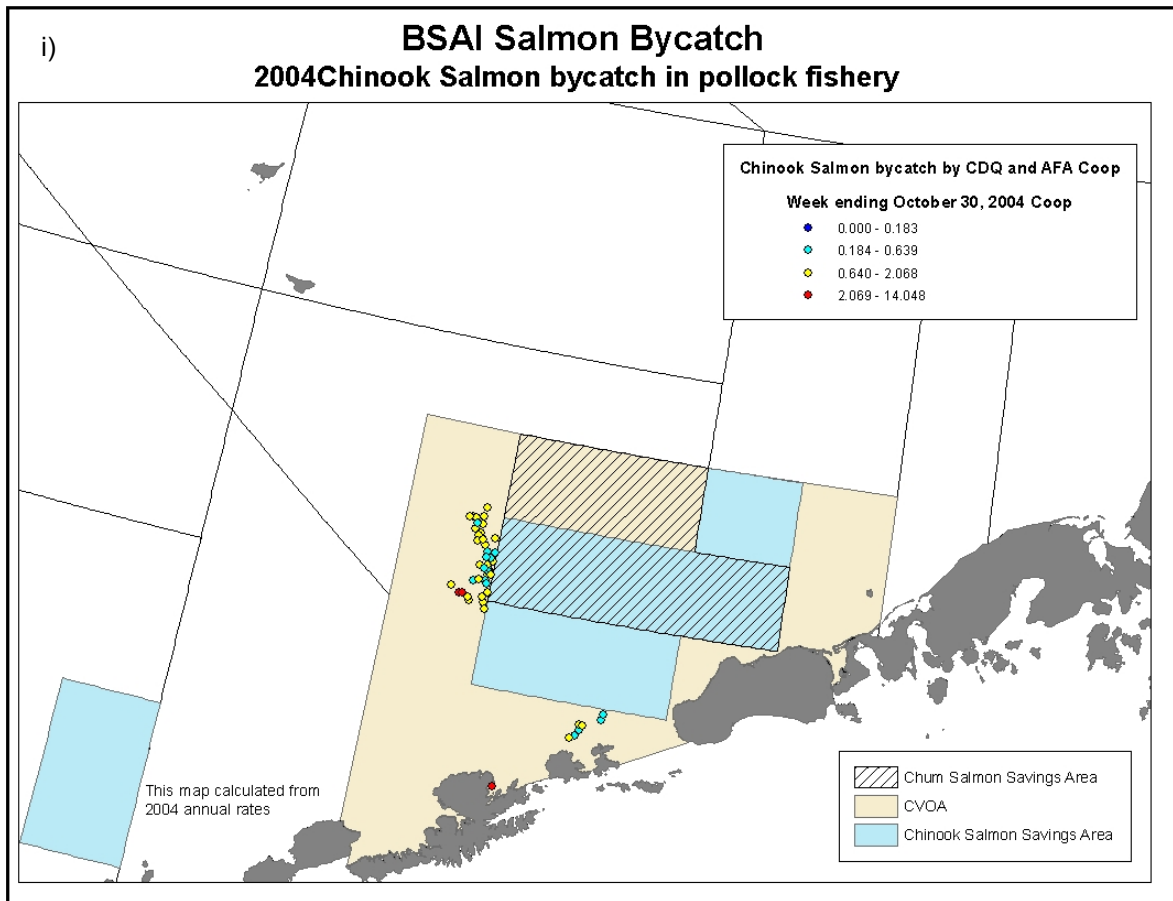 i)
BSAI Salmon Bycatch
2004Chinook Salmon bycatch in pollock fishery
Chinook Salmon bycatch by CDQ and AFA Coop
Week ending October 30, 2004 Coop
0.000 - 0.183
0.184 - 0.639
0.640 - 2.068
2.069 - 14.048
This map calculated from
2004 annual rates
Chum Salmon Savings Area
CVOA
Chinook Salmon Savings Area